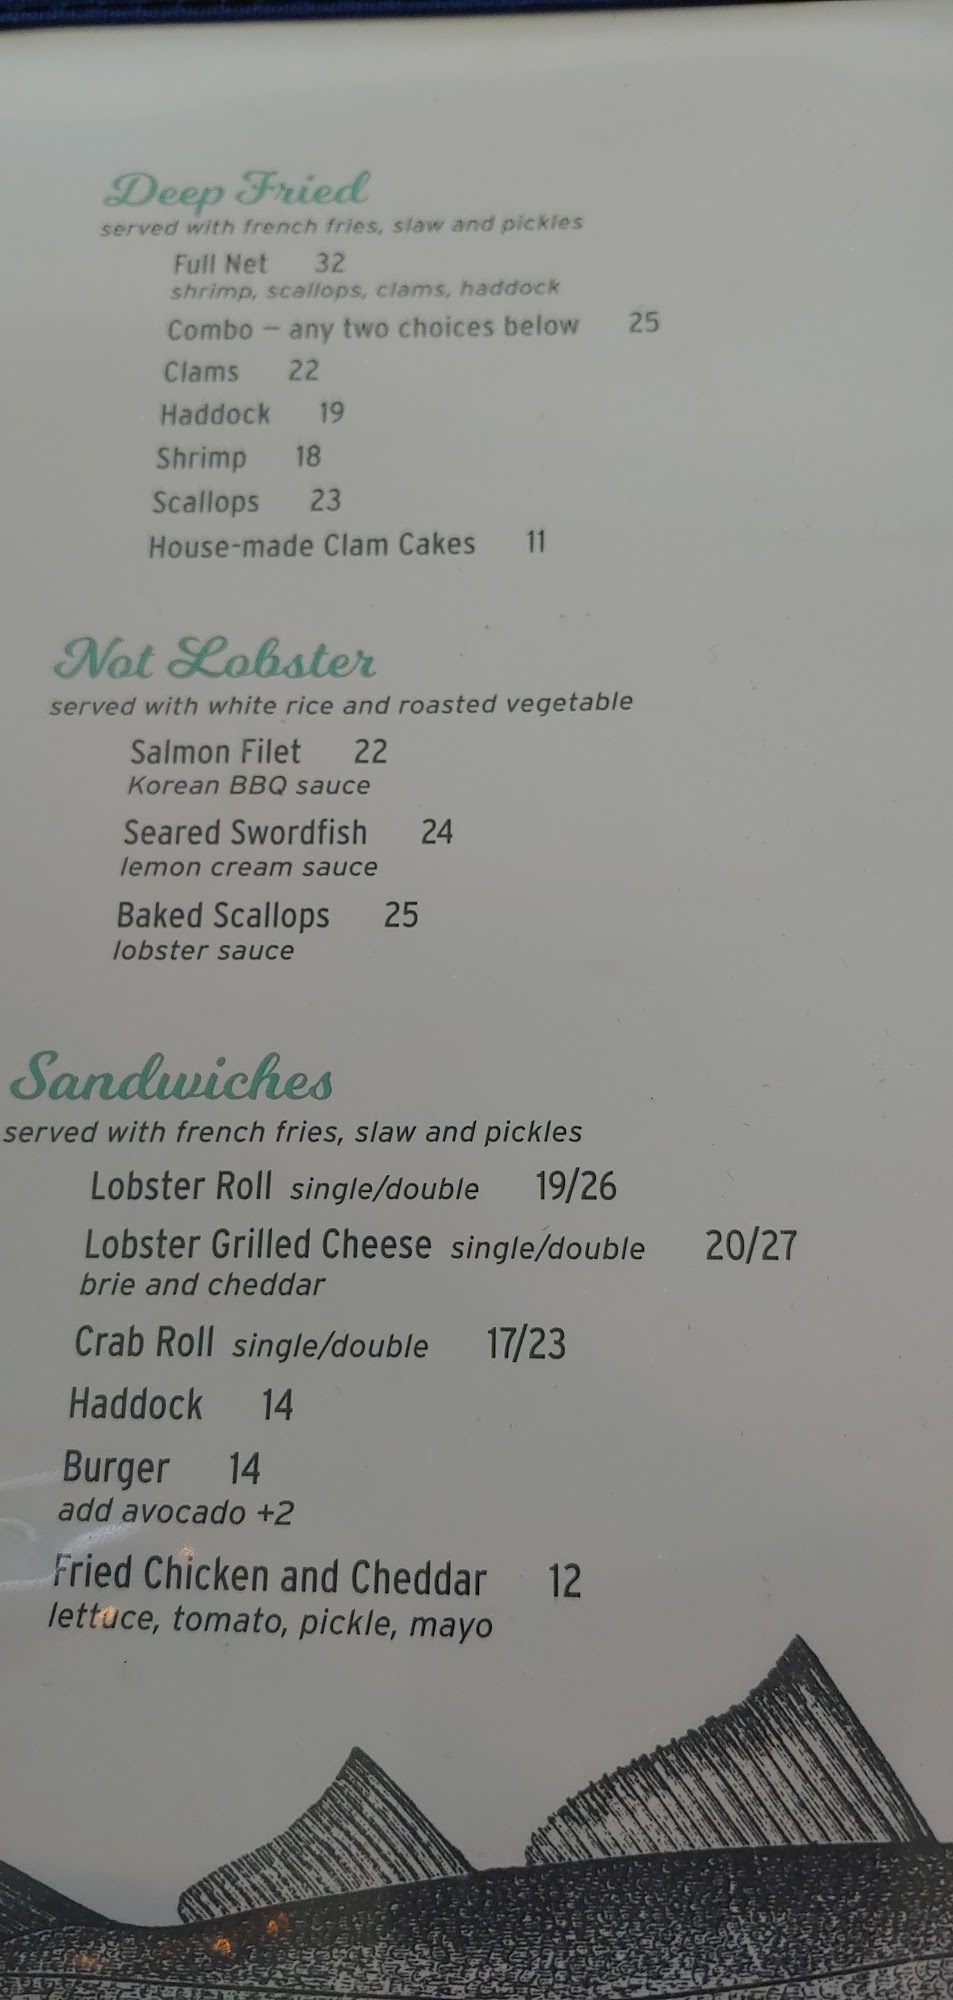 Deep Fried
served with french fries, slaw and pickles
Full Net 32
shrimp, scallops, clams, haddock
Combo – any two choices below 25
Clams 22
Haddock 19
Shrimp 18
Scallops 23
House-made Clam Cakes 11
Not Lobster
served with white rice and roasted vegetable
Salmon Filet 22
Korean BBQ sauce
Seared Swordfish 24
lemon cream sauce
Baked Scallops 25
lobster sauce
Sandwiches
served with french fries, slaw and pickles
Lobster Roll single/double 19/26
Lobster Grilled Cheese single/double 20/27
brie and cheddar
Crab Roll single/double 17/23
Haddock 14
Burger 14
add avocado +2
Fried Chicken and Cheddar 12
lettuce, tomato, pickle, mayo